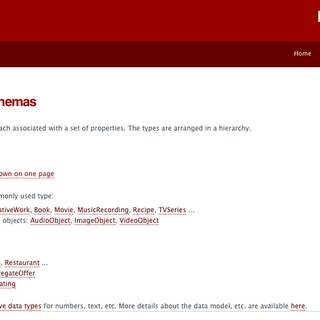 Home
hemas
ach associated with a set of properties. The types are arranged in a hierarchy.
own on one page
monly used type:
ativeWork, Book, Movie, MusicRecording, Recipe, TVSeries ...
objects: AudioObject, ImageObject, VideoObject
, Restaurant ...
regateOffer
ating
ve data types for numbers, text, etc. More details about the data model, etc. are available here.